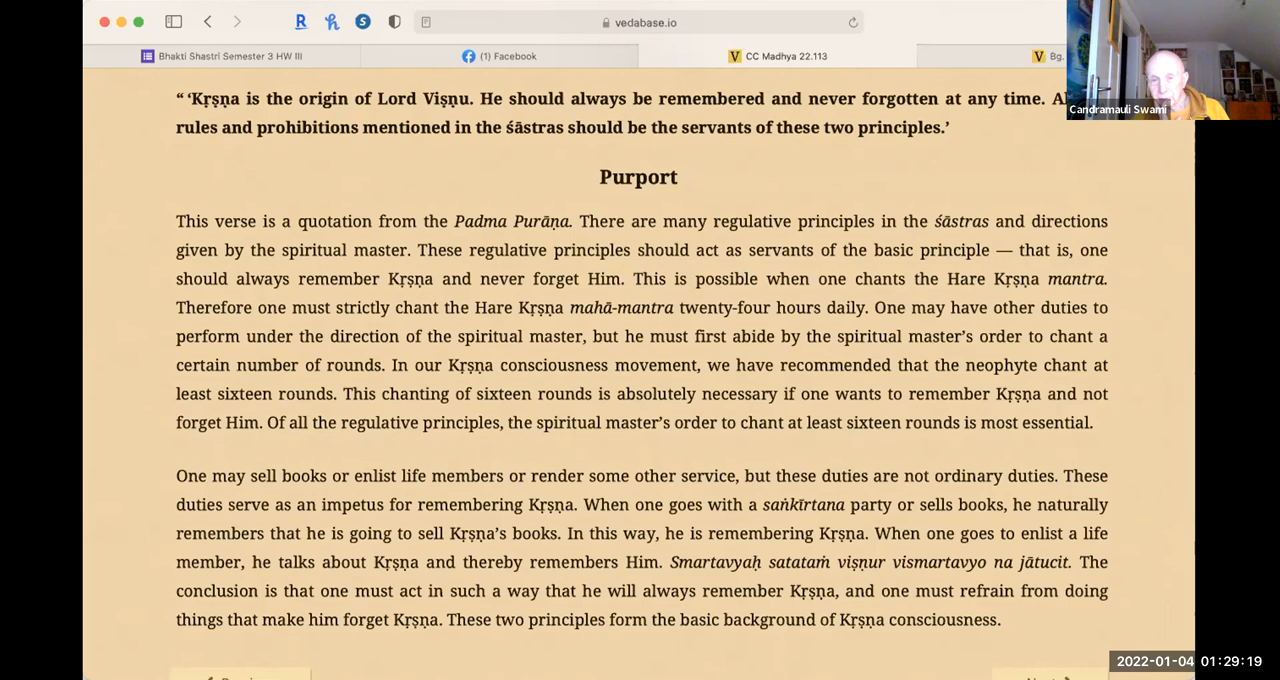 vedabase.io
Bhakti Shastri Semester 3 HW III
(1) Facebook
CC Madhya 22.113
Bg.
Candramauli Swami
“ ‘Kṛṣṇa is the origin of Lord Viṣṇu. He should always be remembered and never forgotten at any time.
rules and prohibitions mentioned in the śāstras should be the servants of these two principles.’
Purport
This verse is a quotation from the Padma Purāṇa. There are many regulative principles in the śāstras and directions
given by the spiritual master. These regulative principles should act as servants of the basic principle — that is, one
should always remember Kṛṣṇa and never forget Him. This is possible when one chants the Hare Kṛṣṇa mantra.
Therefore one must strictly chant the Hare Kṛṣṇa mahā-mantra twenty-four hours daily. One may have other duties to
perform under the direction of the spiritual master, but he must first abide by the spiritual master’s order to chant a
certain number of rounds. In our Kṛṣṇa consciousness movement, we have recommended that the neophyte chant at
least sixteen rounds. This chanting of sixteen rounds is absolutely necessary if one wants to remember Kṛṣṇa and not
forget Him. Of all the regulative principles, the spiritual master’s order to chant at least sixteen rounds is most essential.
One may sell books or enlist life members or render some other service, but these duties are not ordinary duties. These
duties serve as an impetus for remembering Kṛṣṇa. When one goes with a saṅkīrtana party or sells books, he naturally
remembers that he is going to sell Kṛṣṇa’s books. In this way, he is remembering Kṛṣṇa. When one goes to enlist a life
member, he talks about Kṛṣṇa and thereby remembers Him. Smartavyaḥ satataṁ viṣṇur vismartavyo na jātucit. The
conclusion is that one must act in such a way that he will always remember Kṛṣṇa, and one must refrain from doing
things that make him forget Kṛṣṇa. These two principles form the basic background of Kṛṣṇa consciousness.
2022-01-04 01:29:19